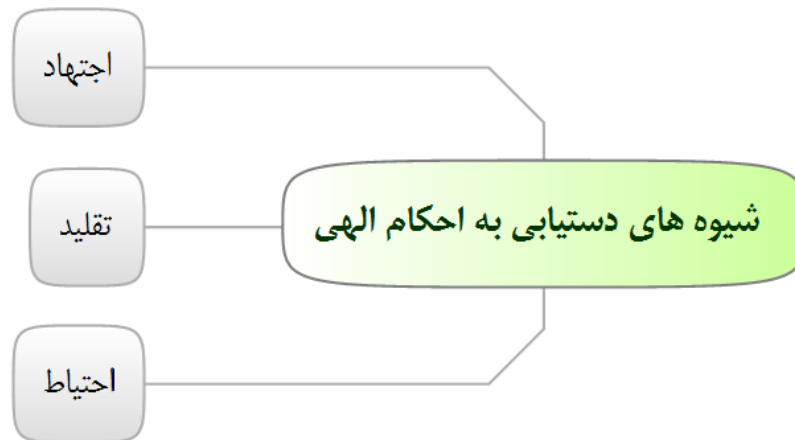 شیوه های دستیابی به احکام الهی
اجتهاد
تقلید
احتیاط